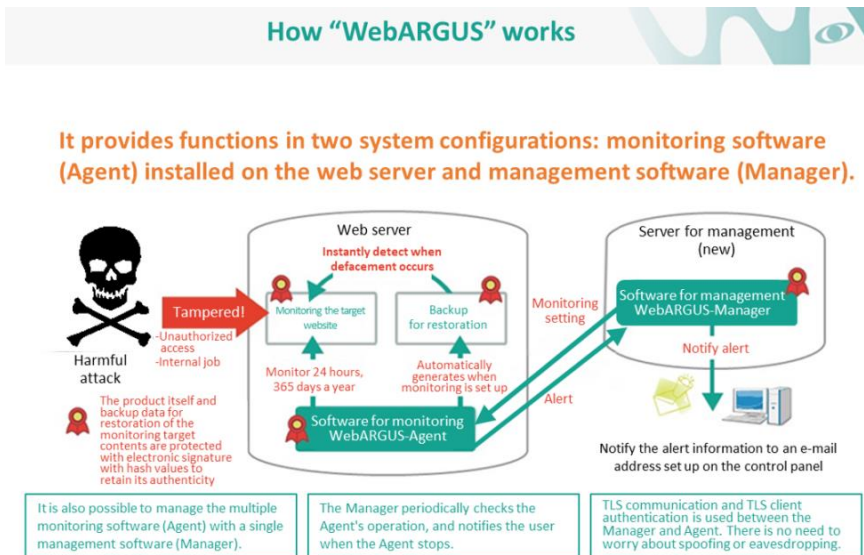 How “WebARGUS” works
It provides functions in two system configurations: monitoring software
(Agent) installed on the web server and management software (Manager).
Web server
Instantly detect when
defacement occurs
Tampered!
-Unauthorized
access
-Internal job
Harmful
attack
Monitoring the target
website
Backup
for restoration
Monitor 24 hours,
365 days a year
Automatically
generates when
monitoring is set up
Software for monitoring
WebARGUS-Agent
The product itself and
backup data for
restoration of the
monitoring target
contents are protected
with electronic signature
with hash values to
retain its authenticity
Monitoring
setting
Alert
Server for management
(new)
Software for management
WebARGUS-Manager
Notify alert
Notify the alert information to an e-mail
address set up on the control panel
It is also possible to manage the multiple
monitoring software (Agent) with a single
management software (Manager).
The Manager periodically checks the
Agent's operation, and notifies the user
when the Agent stops.
TLS communication and TLS client
authentication is used between the
Manager and Agent. There is no need to
worry about spoofing or eavesdropping.